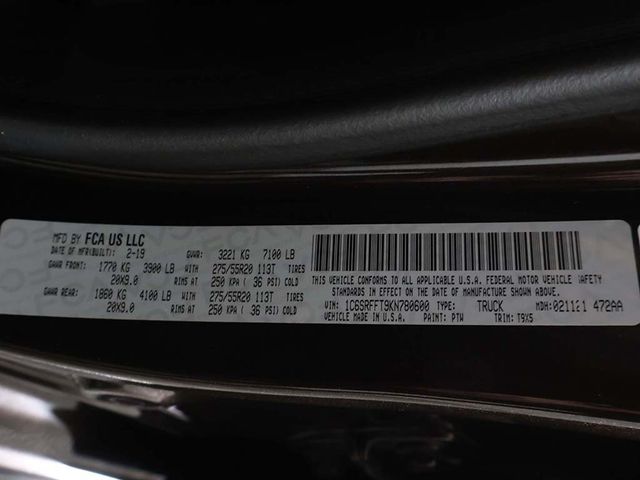 MFD BY FCA US LLC
DATE OF MFR(BUILT): 2-19 GVWR: 3221 KG 7100 LB
GAWR FRONT: 1770 KG 3900 LB WITH 275/55R20 113T TIRES
20X9.0 RIMS AT 250 KPA ( 36 PSI) COLD
GAWR REAR: 1860 KG 4100 LB WITH 275/55R20 113T TIRES
20X9.0 RIMS AT 250 KPA ( 36 PSI) COLD
THIS VEHICLE CONFORMS TO ALL APPLICABLE U.S.A. FEDERAL MOTOR VEHICLE SAFETY
STANDARDS IN EFFECT ON THE DATE OF MANUFACTURE SHOWN ABOVE.
VIN: 1C6SRFFT9KN780600 TYPE: TRUCK MDH: 021121 472AA
VEHICLE MADE IN U.S.A. PAINT: PTW TRIM: T9X5